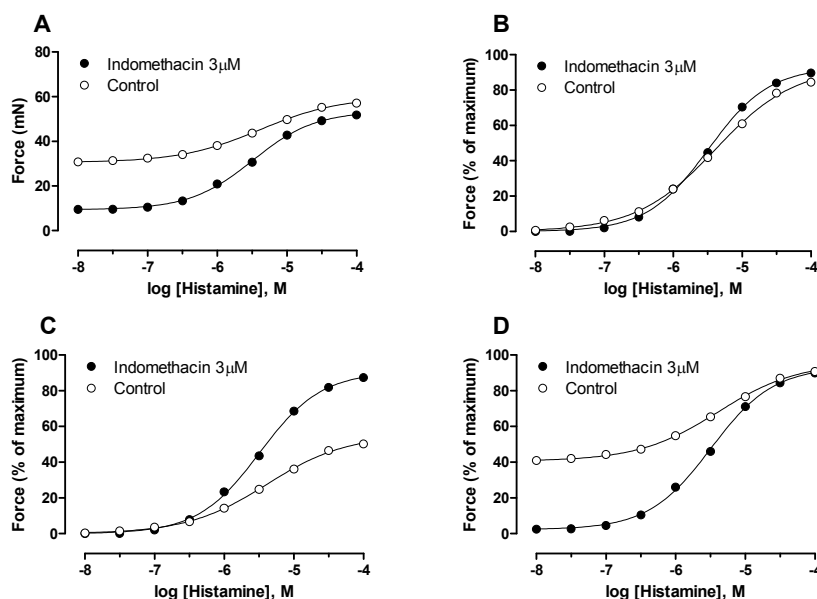 A
Indomethacin 3µM
Control
80
60
40
20
0
Force (mN)
-8 -7 -6 -5 -4
log [Histamine], M
B
Indomethacin 3µM
Control
100
80
60
40
20
0
Force (% of maximum)
-8 -7 -6 -5 -4
log [Histamine], M
C
Indomethacin 3µM
Control
100
80
60
40
20
0
Force (% of maximum)
-8 -7 -6 -5 -4
log [Histamine], M
D
Indomethacin 3µM
Control
100
80
60
40
20
0
Force (% of maximum)
-8 -7 -6 -5 -4
log [Histamine], M